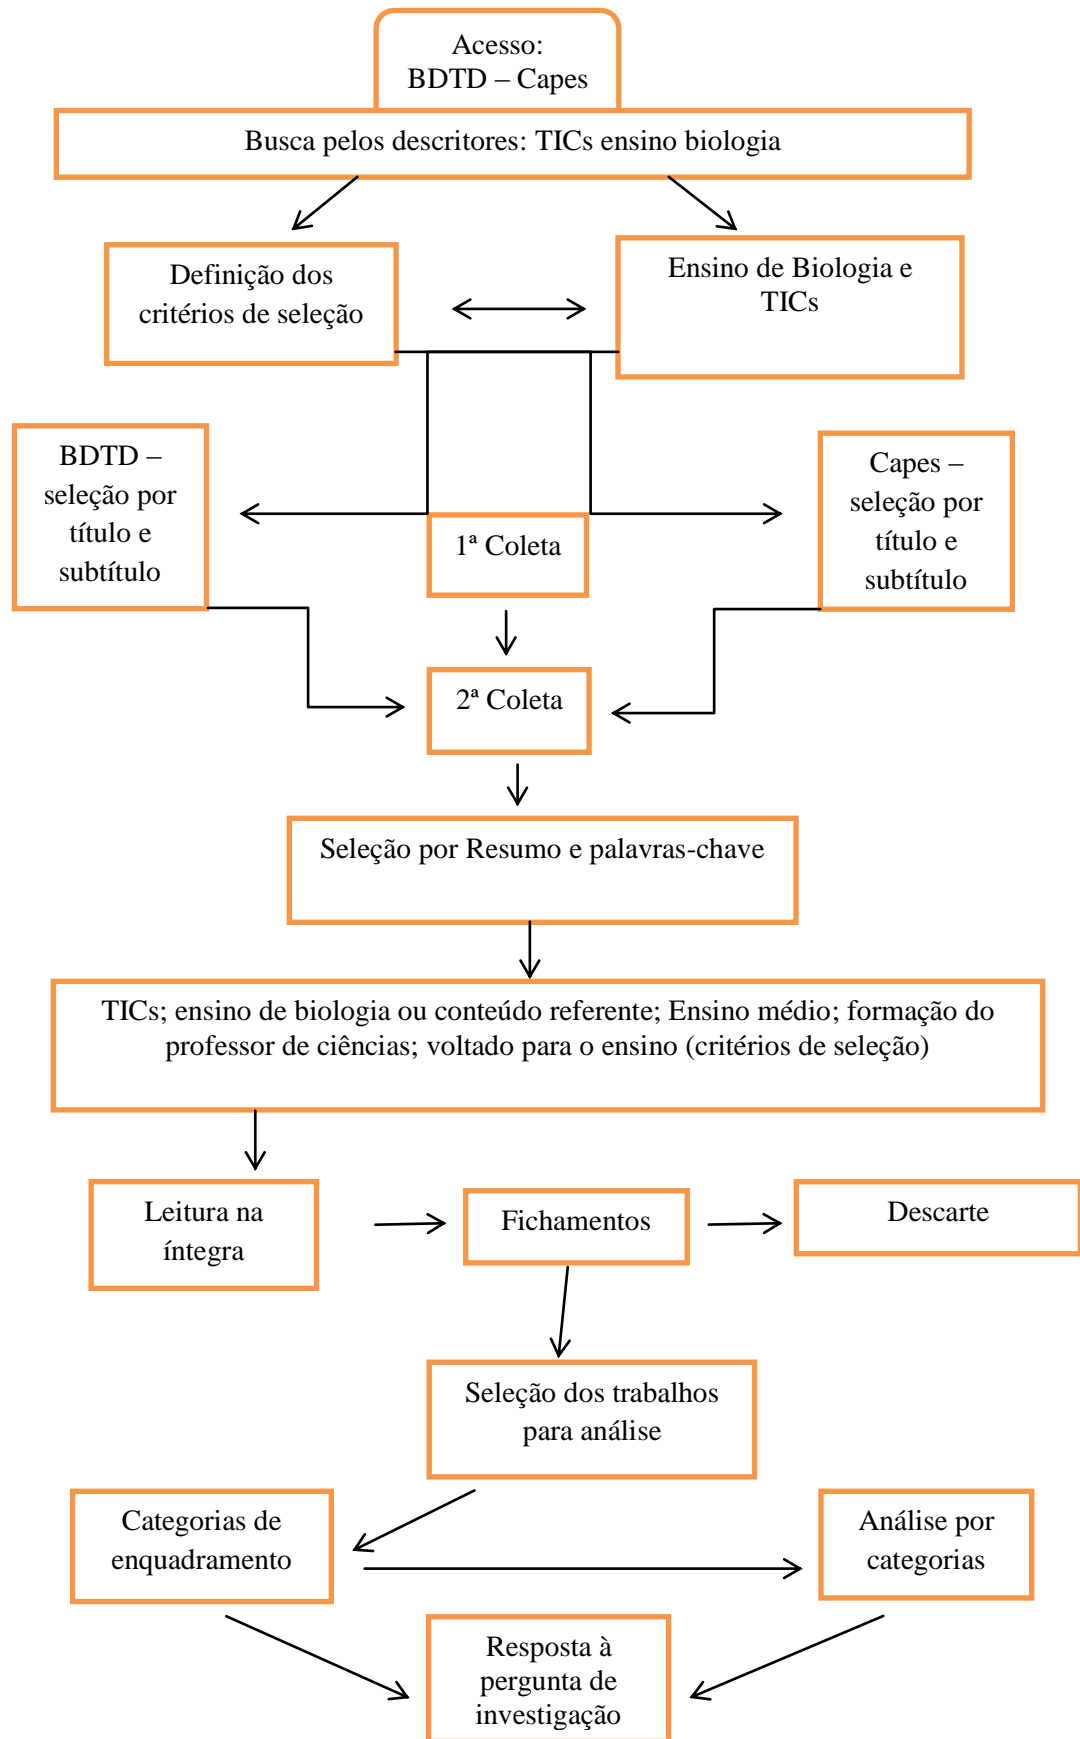 Acesso:
BDTD – Capes
Busca pelos descritores: TICs ensino biologia
Definição dos
critérios de seleção
Ensino de Biologia e
TICs
BDTD –
seleção por
título e
subtítulo
1ª Coleta
Capes –
seleção por
título e
subtítulo
2ª Coleta
Seleção por Resumo e palavras-chave
TICs; ensino de biologia ou conteúdo referente; Ensino médio; formação do
professor de ciências; voltado para o ensino (critérios de seleção)
Leitura na
íntegra
Fichamentos
Descarte
Seleção dos trabalhos
para análise
Categorias de
enquadramento
Análise por
categorias
Resposta à
pergunta de
investigação